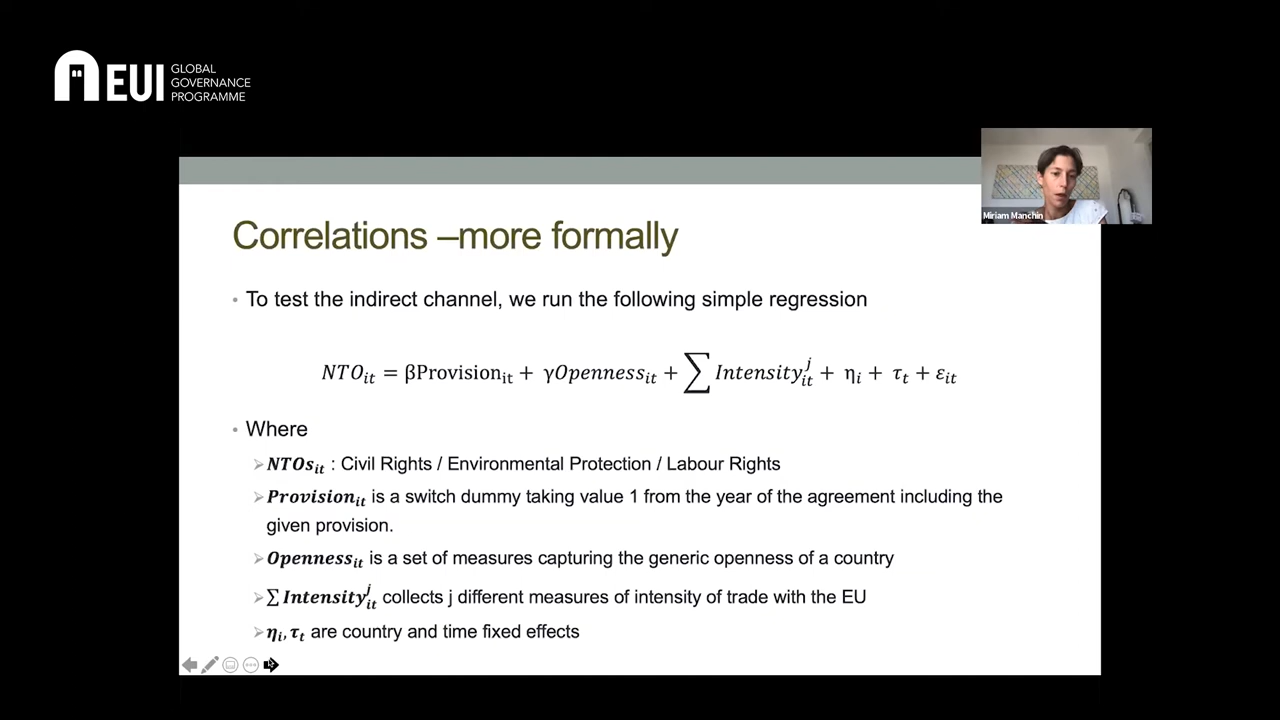 EUI
GLOBAL
GOVERNANCE
PROGRAMME
Miriam Manchin
Correlations –more formally
• To test the indirect channel, we run the following simple regression
NTO_it = βProvision_it + γOpenness_it + ∑ Intensity_it^j + η_i + τ_t + ε_it
• Where
➢ NTOs_it : Civil Rights / Environmental Protection / Labour Rights
➢ Provision_it is a switch dummy taking value 1 from the year of the agreement including the
given provision.
➢ Openness_it is a set of measures capturing the generic openness of a country
➢ ∑ Intensity_it^j collects j different measures of intensity of trade with the EU
➢ η_i, τ_t are country and time fixed effects